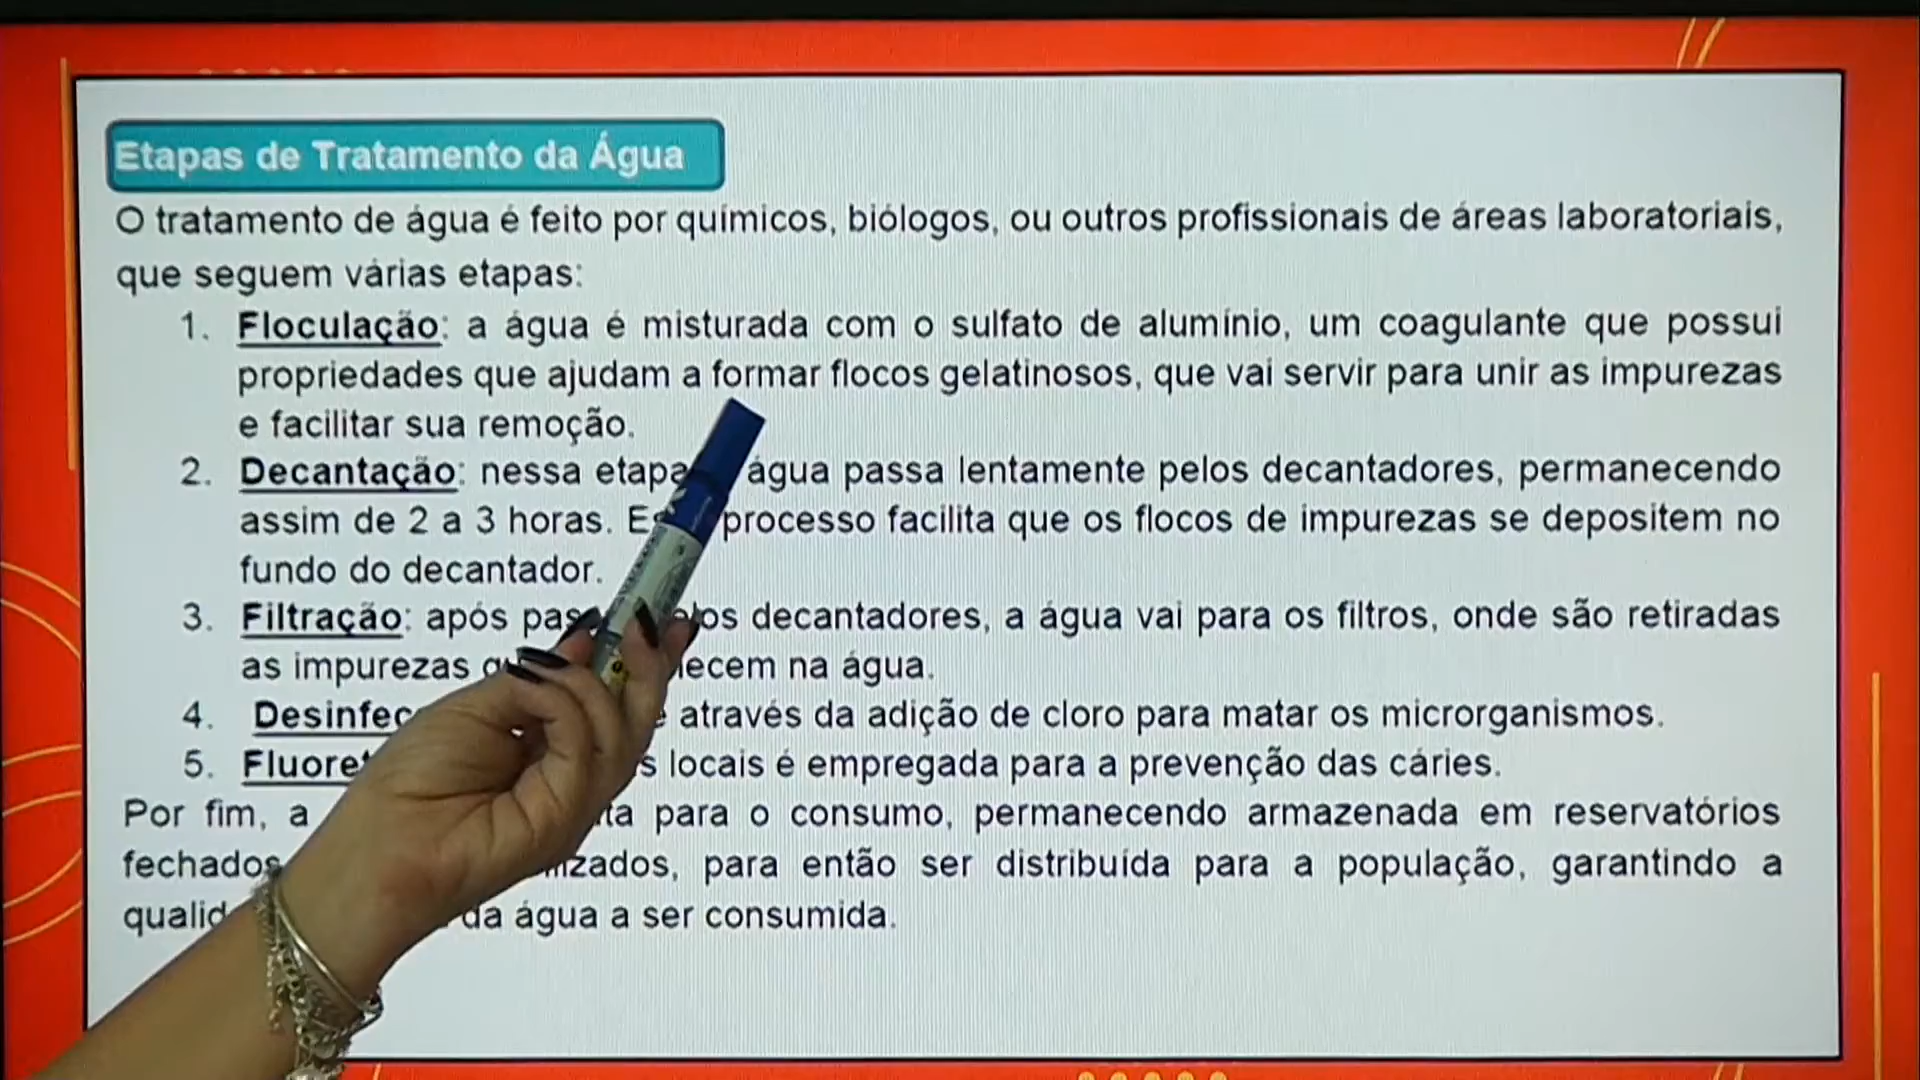 Etapas de Tratamento da Água
O tratamento de água é feito por químicos, biólogos, ou outros profissionais de áreas laboratoriais,
que seguem várias etapas:
1. Floculação: a água é misturada com o sulfato de alumínio, um coagulante que possui
propriedades que ajudam a formar flocos gelatinosos, que vai servir para unir as impurezas
e facilitar sua remoção.
2. Decantação: nessa etapa água passa lentamente pelos decantadores, permanecendo
assim de 2 a 3 horas. processo facilita que os flocos de impurezas se depositem no
fundo do decantador.
3. Filtração: após decantadores, a água vai para os filtros, onde são retiradas
as impurezas na água.
4. através da adição de cloro para matar os microrganismos.
5. locais é empregada para a prevenção das cáries.
Por fim, a para o consumo, permanecendo armazenada em reservatórios
fechados para então ser distribuída para a população, garantindo a
da água a ser consumida.